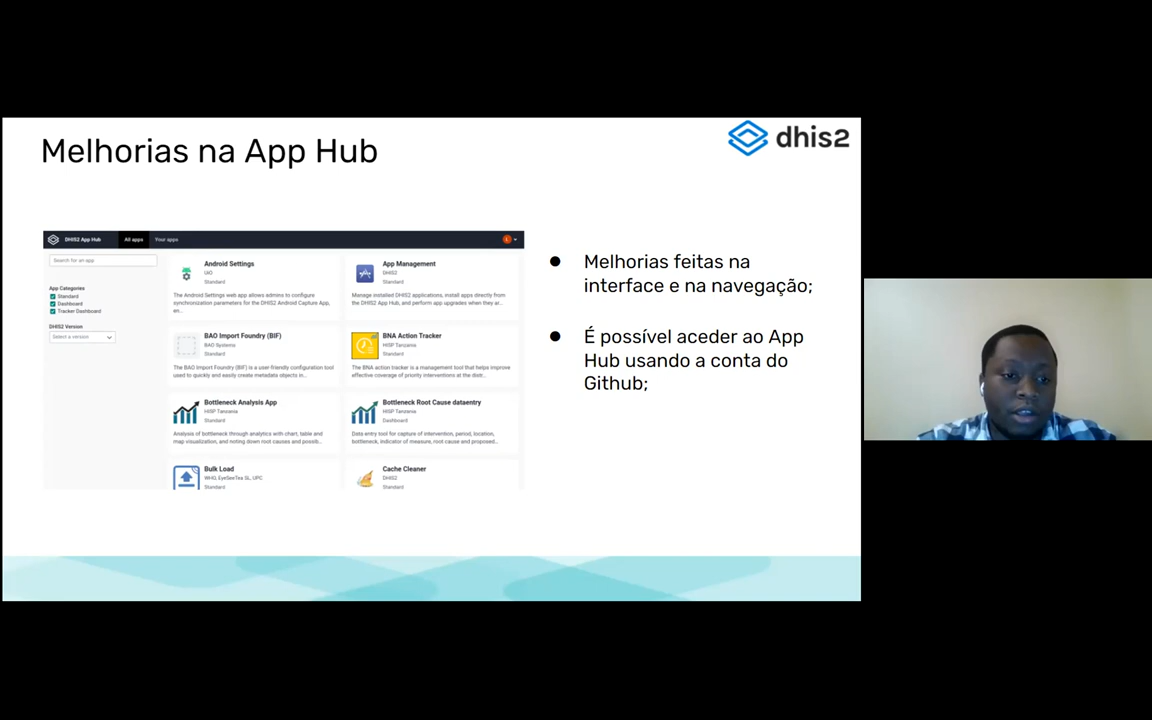 Melhorias na App Hub
dhis2
DHIS2 App Hub
All apps
Your apps
L
Search for an app
App Categories
Standard
Dashboard
Tracker Dashboard
DHIS2 Version
Select a version
Android Settings
UiO
Standard
The Android Settings web app allows admins to configure
synchronization parameters for the DHIS2 Android Capture App,
en...
App Management
DHIS2
Standard
Manage installed DHIS2 applications, install apps directly from
the DHIS2 App Hub, and perform app upgrades when they ar...
BAO Import Foundry (BIF)
BAO Systems
Standard
The BAO Import Foundry (BIF) is a user-friendly configuration tool
used to quickly and easily create metadata objects in...
BNA Action Tracker
HISP Tanzania
Standard
The BNA action tracker is a management tool that helps improve
effective coverage of priority interventions at the distr...
Bottleneck Analysis App
HISP Tanzania
Standard
Analysis of bottleneck through analytics with chart, table and
map visualization, and noting down root causes and possib...
Bottleneck Root Cause dataentry
HISP Tanzania
Dashboard
Data entry tool for capture of intervention, period, location,
bottleneck, indicator of measure, root cause and proposed...
Bulk Load
WHO, EyeSeeTea SL, UPC
Standard
Cache Cleaner
DHIS2
Standard
● Melhorias feitas na
interface e na navegação;
● É possível aceder ao App
Hub usando a conta do
Github;